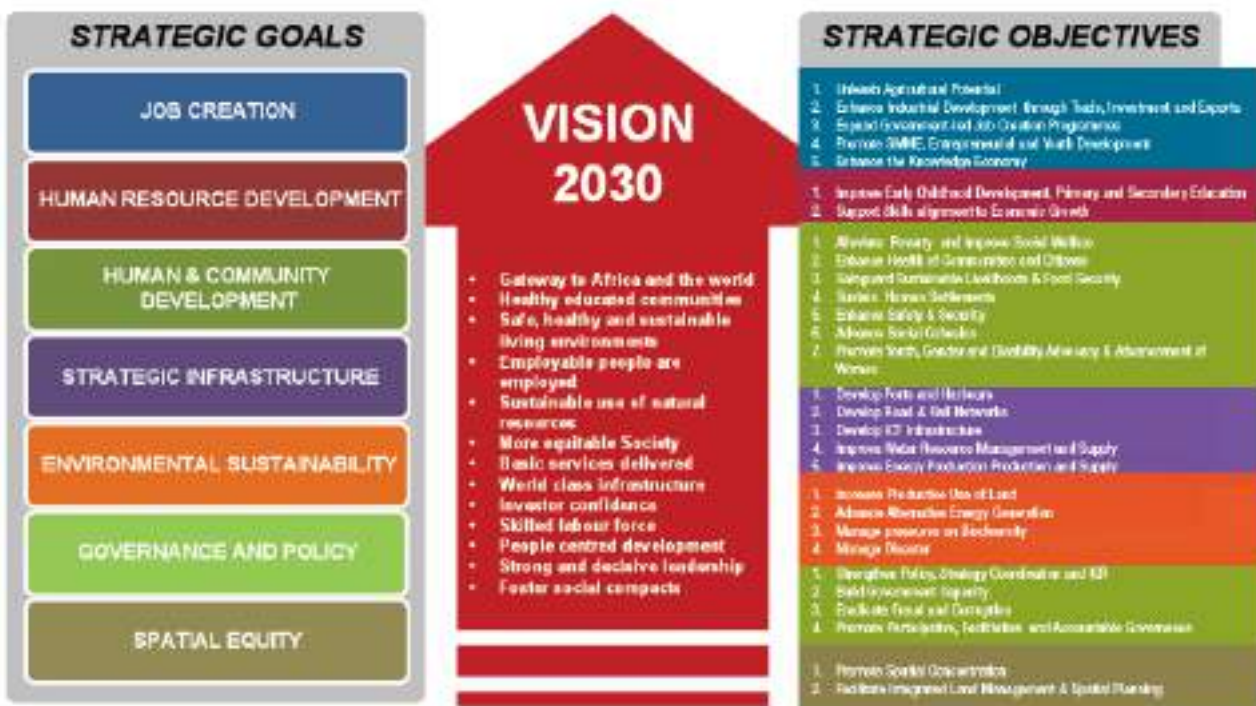 STRATEGIC GOALS
JOB CREATION
HUMAN RESOURCE DEVELOPMENT
HUMAN & COMMUNITY
DEVELOPMENT
STRATEGIC INFRASTRUCTURE
ENVIRONMENTAL SUSTAINABILITY
GOVERNANCE AND POLICY
SPATIAL EQUITY
VISION
2030
• Gateway to Africa and the world
• Healthy educated communities
• Safe, healthy and sustainable
living environments
• Employable people are
employed
• Sustainable use of natural
resources
• More equitable Society
• Basic services delivered
• World class infrastructure
• Investor confidence
• Skilled labour force
• People centred development
• Strong and decisive leadership
• Foster social compacts
STRATEGIC OBJECTIVES
1. Unleash Agricultural Potential
2. Enhance Industrial Development through Trade, Investment and Exports
3. Expand Government-led Job Creation Programmes
4. Promote SMME, Entrepreneurial and Youth Development
5. Enhance the Knowledge Economy
1. Improve Early Childhood Development, Primary and Secondary Education
2. Support Skills alignment to Economic Growth
1. Alleviate Poverty and Improve Social Welfare
2. Enhance Health of Communities and Citizens
3. Safeguard Sustainable Livelihoods & Food Security
4. Human Settlements
5. Enhance Safety & Security
6. Advance Social Cohesion
7. Promote Youth, Gender and Disability Advocacy & Advancement of
Women
1. Develop Ports and Harbours
2. Develop Road & Rail Networks
3. Develop ICT Infrastructure
4. Improve Water Resource Management and Supply
5. Improve Energy Production Production and Supply
1. Increase Productive Use of Land
2. Advance Alternative Energy Generation
3. Manage pressures on Biodiversity
4. Manage Disaster
1. Strengthen Policy, Strategy Coordination and IGR
2. Build Government Capacity
3. Eradicate Fraud and Corruption
4. Promote Participative, Facilitative and Accountable Governance
1. Promote Spatial Concentration
2. Facilitate Integrated Land Management & Spatial Planning